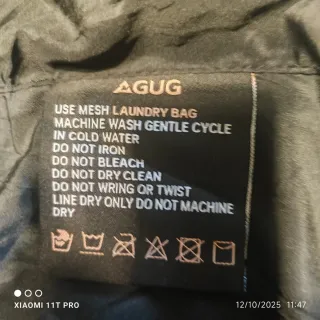 AGUG
USE MESH LAUNDRY BAG
MACHINE WASH GENTLE CYCLE
IN COLD WATER
DO NOT IRON
DO NOT BLEACH
DO NOT DRY CLEAN
DO NOT WRING OR TWIST
LINE DRY ONLY DO NOT MACHINE
DRY
XIAOMI 11T PRO
12/10/2025 11:47